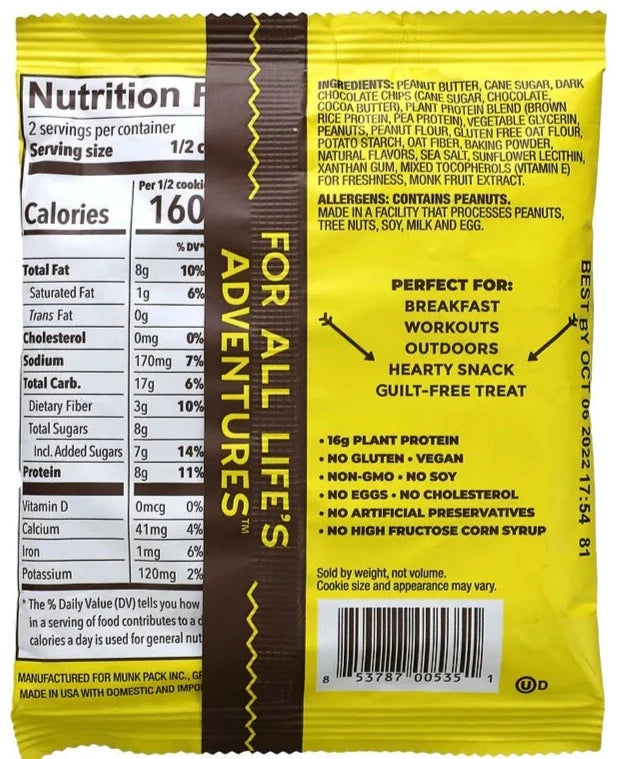 Nutrition F
2 servings per container
Serving size 1/2 c
Per 1/2 cooki
Calories 160
% DV*
Total Fat 8g 10%
Saturated Fat 1g 6%
Trans Fat 0g
Cholesterol 0mg 0%
Sodium 170mg 7%
Total Carb. 17g 6%
Dietary Fiber 3g 10%
Total Sugars 8g
Incl. Added Sugars 7g 14%
Protein 8g 11%
Vitamin D 0mcg 0%
Calcium 41mg 4%
Iron 1mg 6%
Potassium 120mg 2%
* The % Daily Value (DV) tells you how
in a serving of food contributes to a d
calories a day is used for general nut
MANUFACTURED FOR MUNK PACK INC., GR
MADE IN USA WITH DOMESTIC AND IMPO
FOR ALL LIFE'S
ADVENTURES™
INGREDIENTS: PEANUT BUTTER, CANE SUGAR, DARK
CHOCOLATE CHIPS (CANE SUGAR, CHOCOLATE,
COCOA BUTTER), PLANT PROTEIN BLEND (BROWN
RICE PROTEIN, PEA PROTEIN), VEGETABLE GLYCERIN,
PEANUTS, PEANUT FLOUR, GLUTEN FREE OAT FLOUR,
POTATO STARCH, OAT FIBER, BAKING POWDER,
NATURAL FLAVORS, SEA SALT, SUNFLOWER LECITHIN,
XANTHAN GUM, MIXED TOCOPHEROLS (VITAMIN E)
FOR FRESHNESS, MONK FRUIT EXTRACT.
ALLERGENS: CONTAINS PEANUTS.
MADE IN A FACILITY THAT PROCESSES PEANUTS,
TREE NUTS, SOY, MILK AND EGG.
PERFECT FOR:
BREAKFAST
WORKOUTS
OUTDOORS
HEARTY SNACK
GUILT-FREE TREAT
• 16g PLANT PROTEIN
• NO GLUTEN • VEGAN
• NON-GMO • NO SOY
• NO EGGS • NO CHOLESTEROL
• NO ARTIFICIAL PRESERVATIVES
• NO HIGH FRUCTOSE CORN SYRUP
BEST BY OCT 06 2022 17:54 81
Sold by weight, not volume.
Cookie size and appearance may vary.
8 53787 00535 1
U D